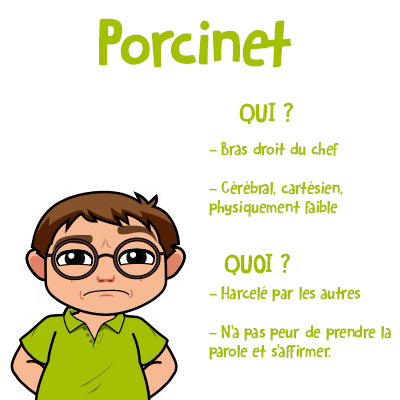 Porcinet
QUI ?
- Bras droit du chef
- Cérébral, cartésien,
physiquement faible
QUOI ?
- Harcelé par les autres
- N'a pas peur de prendre la
parole et s'affirmer.